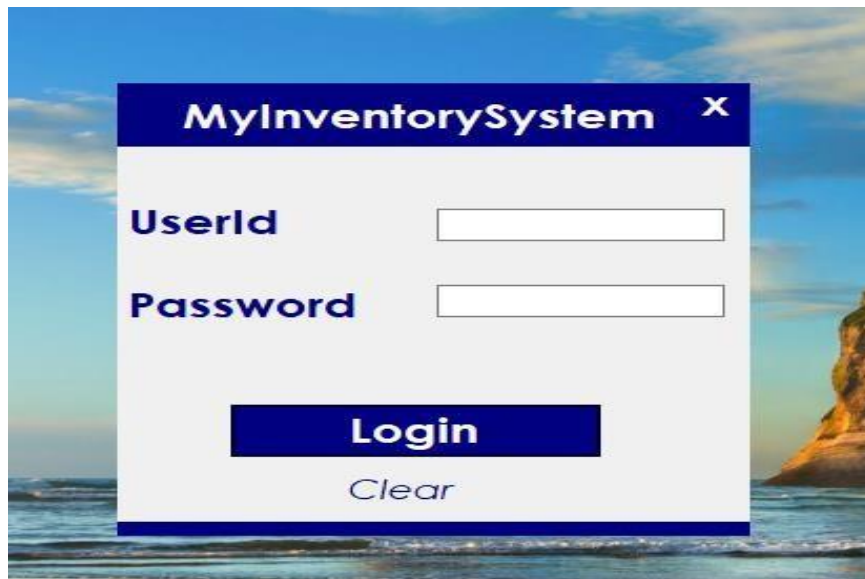 MyInventorySystem x
UserId
Password
Login
Clear